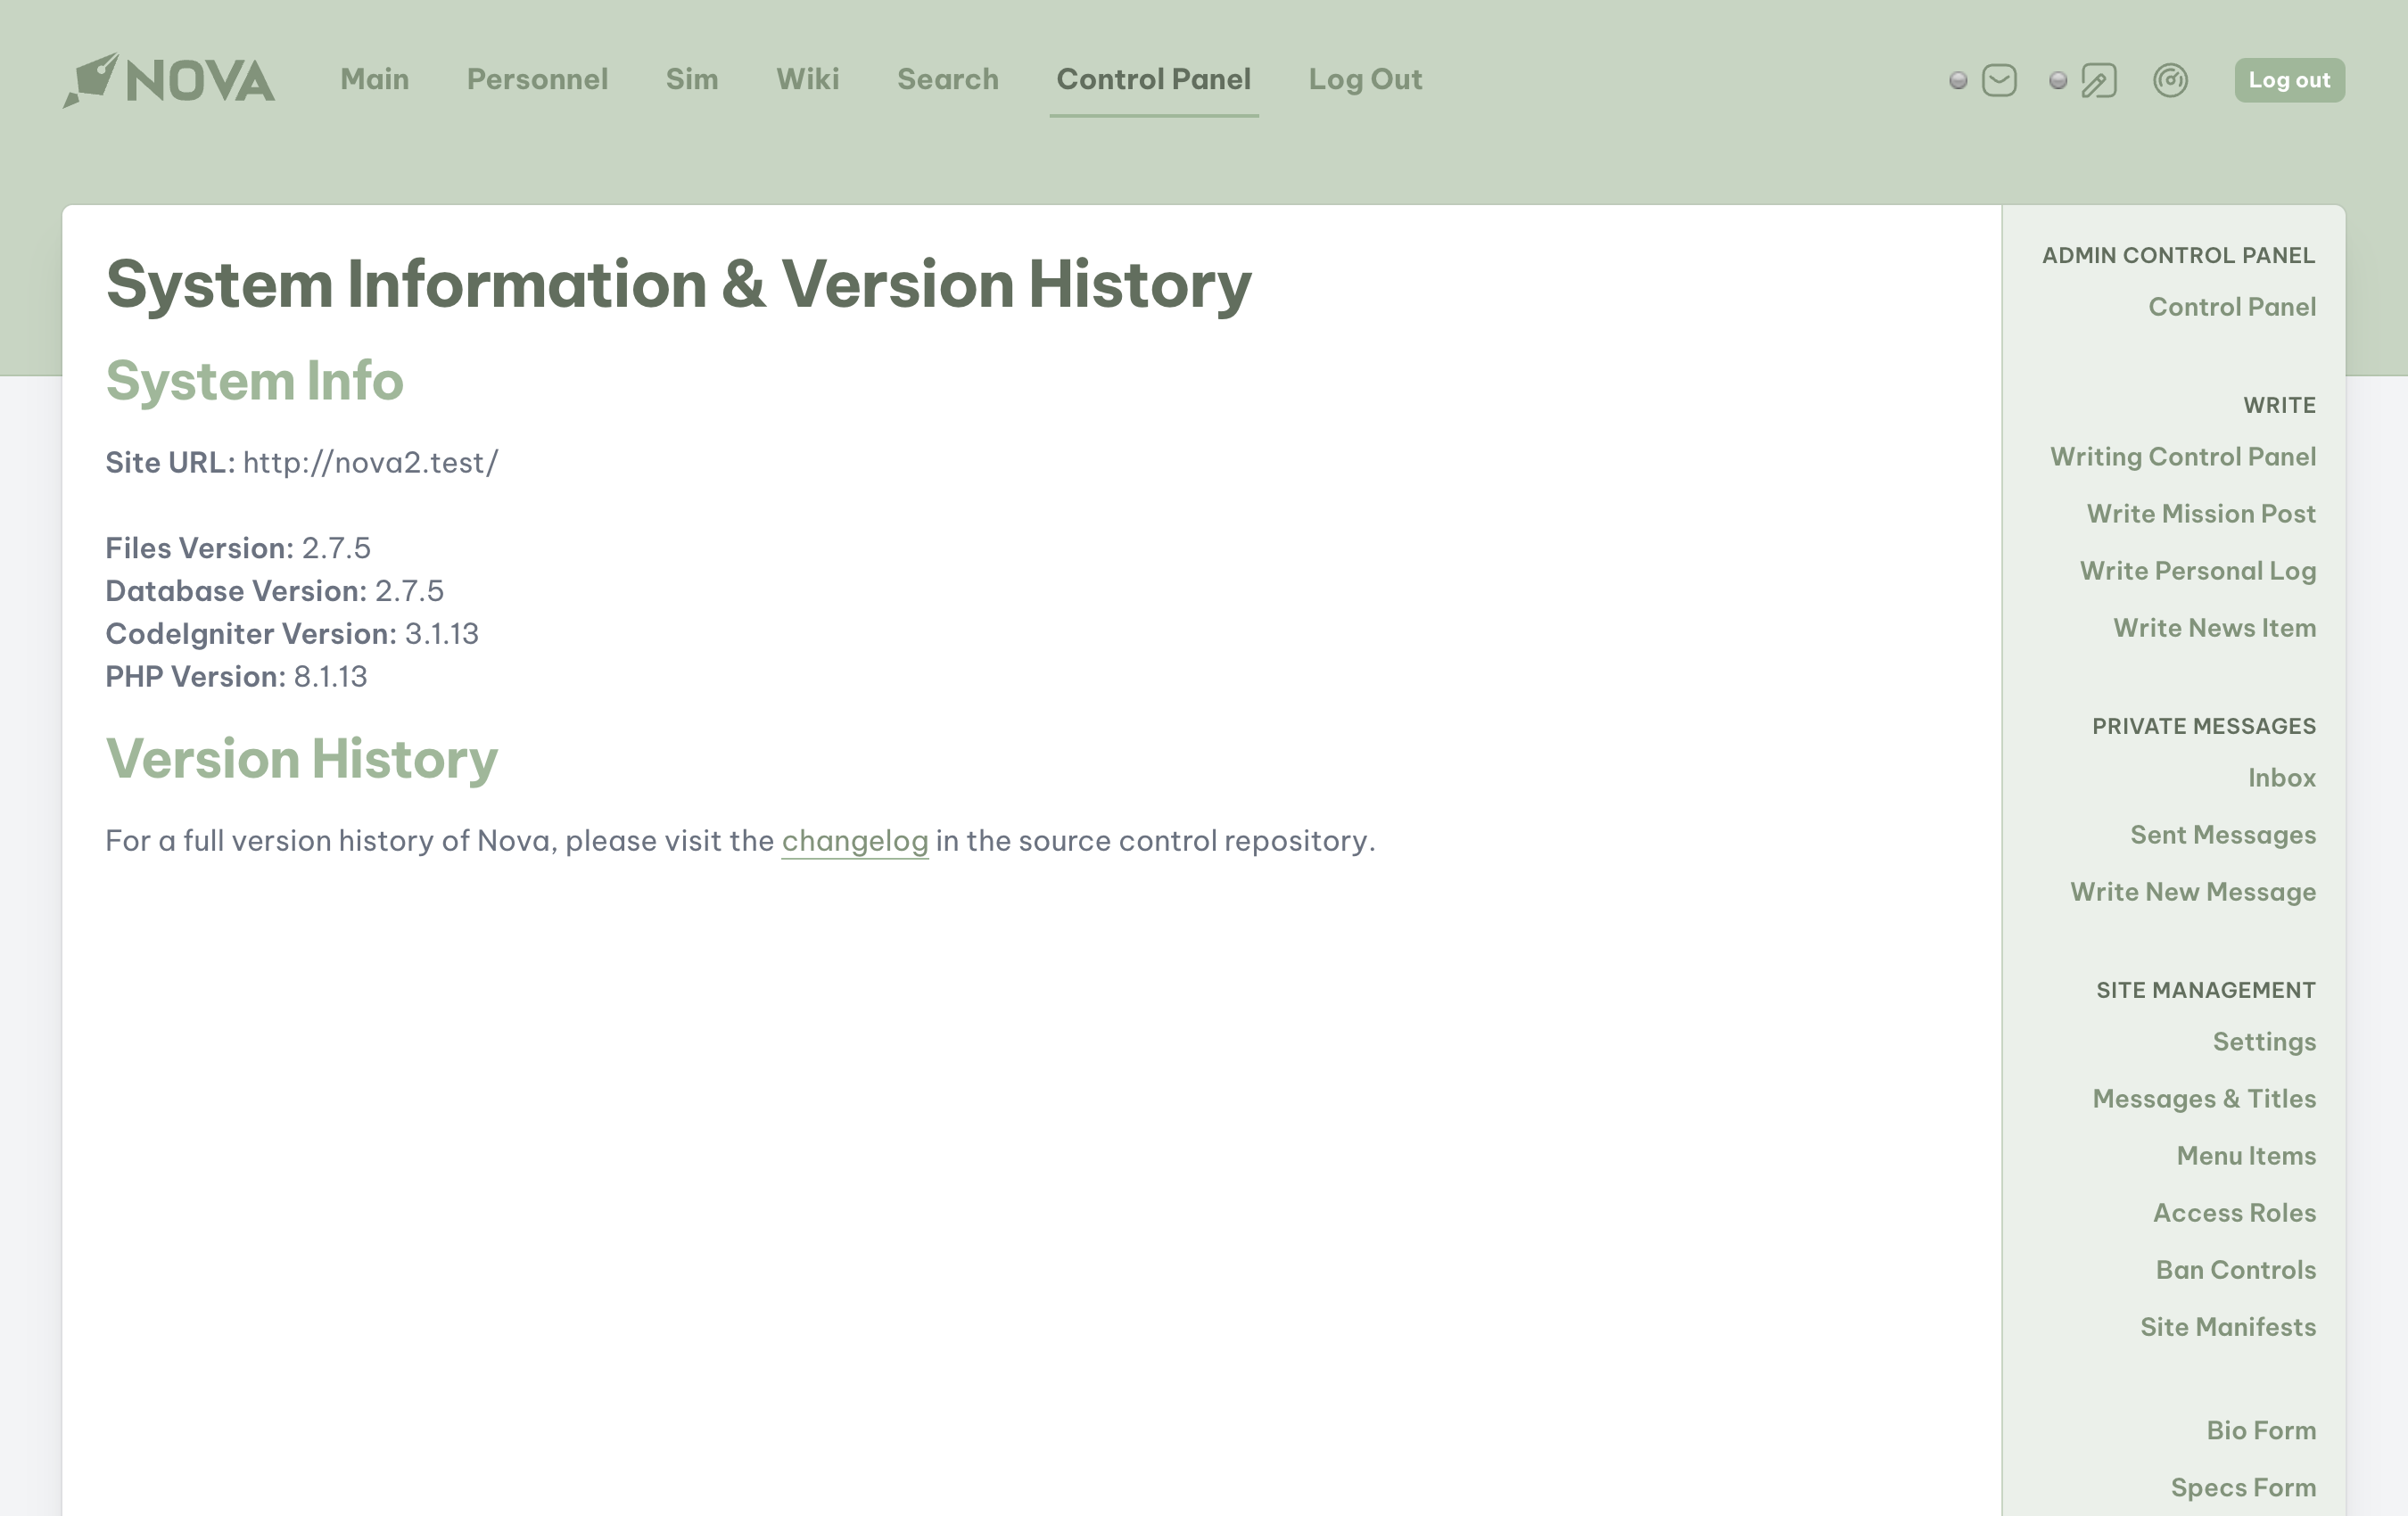 NOVA Main Personnel Sim Wiki Search Control Panel Log Out Log out
System Information & Version History
System Info
Site URL: http://nova2.test/
Files Version: 2.7.5
Database Version: 2.7.5
CodeIgniter Version: 3.1.13
PHP Version: 8.1.13
Version History
For a full version history of Nova, please visit the changelog in the source control repository.
ADMIN CONTROL PANEL
Control Panel
WRITE
Writing Control Panel
Write Mission Post
Write Personal Log
Write News Item
PRIVATE MESSAGES
Inbox
Sent Messages
Write New Message
SITE MANAGEMENT
Settings
Messages & Titles
Menu Items
Access Roles
Ban Controls
Site Manifests
Bio Form
Specs Form